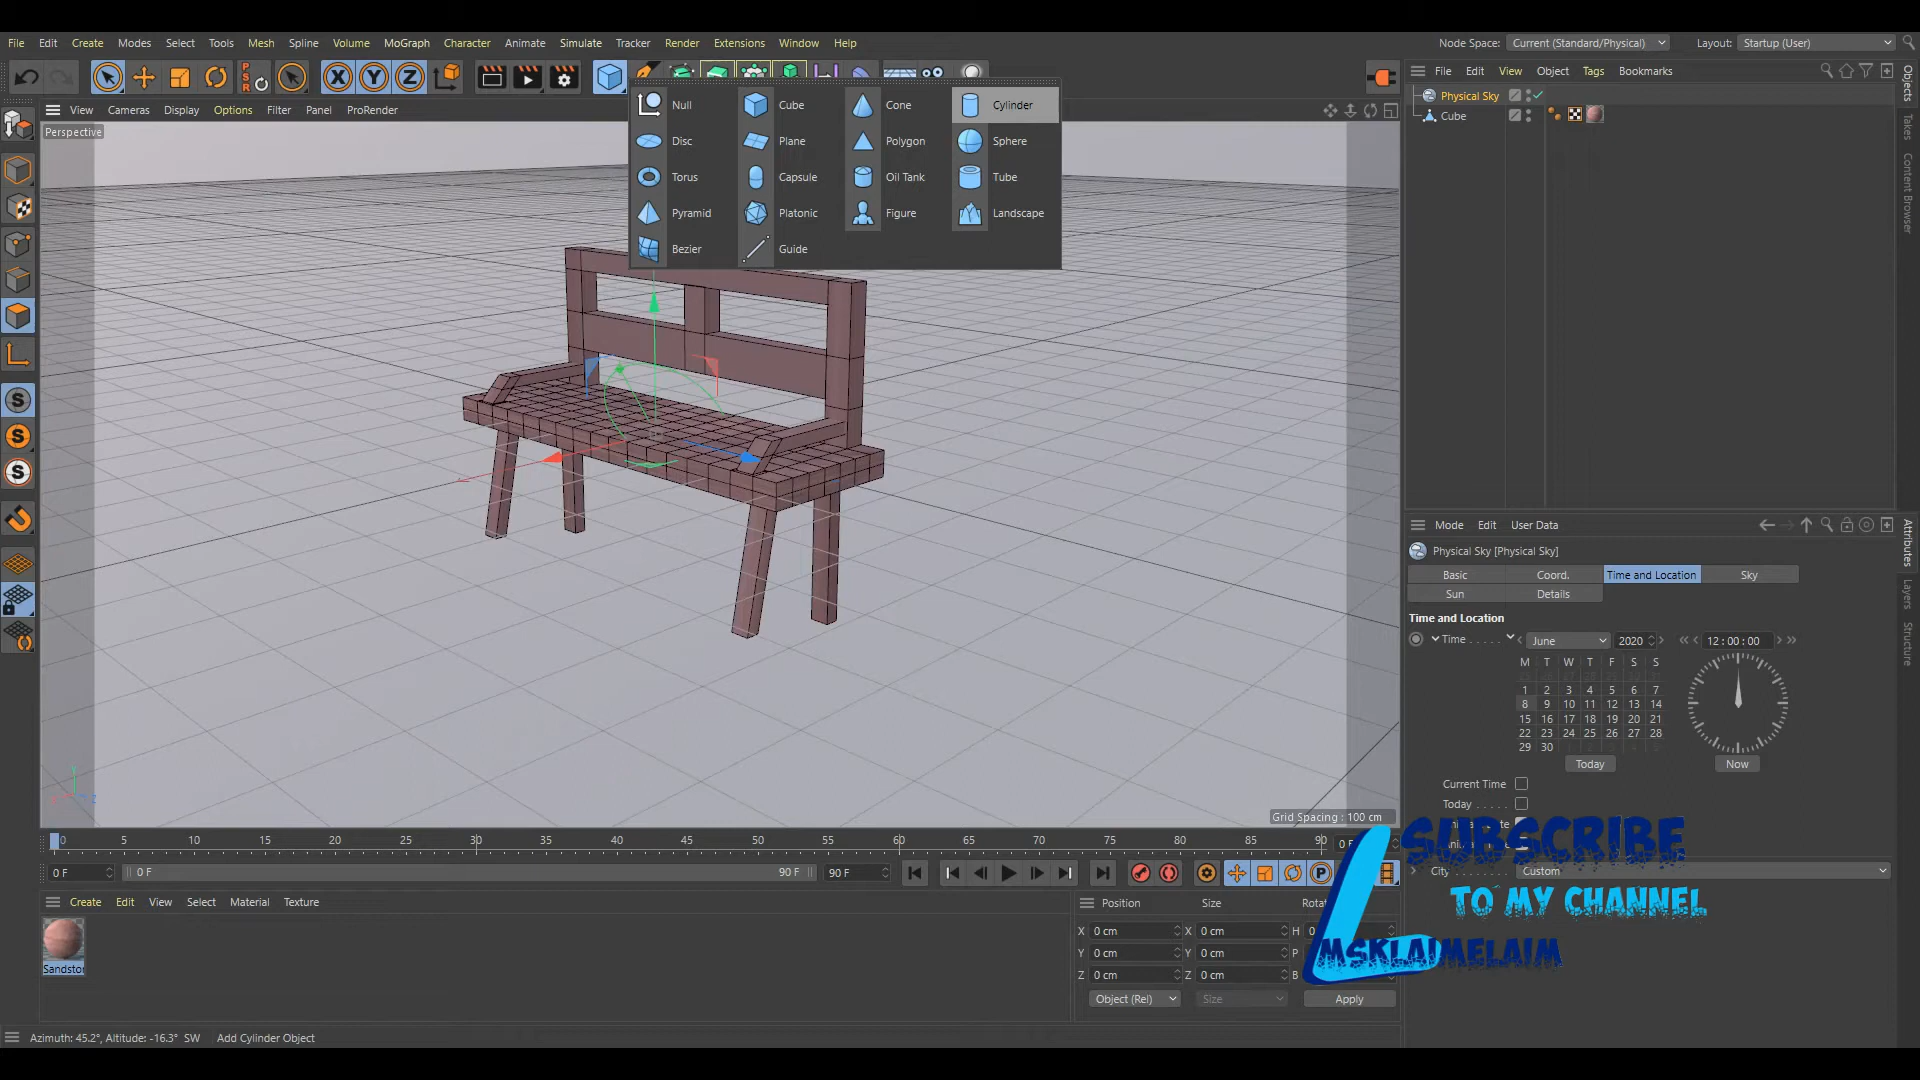 File Edit Create Modes Select Tools Mesh Spline Volume MoGraph Character Animate Simulate Tracker Render Extensions Window Help
Node Space: Current (Standard/Physical) Layout: Startup (User)
PSR X Y Z
File Edit View Object Tags Bookmarks
View Cameras Display Options Filter Panel ProRender
Perspective
Null Cube Cone Cylinder
Disc Plane Polygon Sphere
Torus Capsule Oil Tank Tube
Pyramid Platonic Figure Landscape
Bezier Guide
Physical Sky
Cube
Objects
Takes
Content Browser
Mode Edit User Data
Attributes
Layers
Structure
Physical Sky [Physical Sky]
Basic Coord. Time and Location Sky
Sun Details
Time and Location
Time June 2020 12 : 00 : 00
M T W T F S S
1 2 3 4 5 6 7
8 9 10 11 12 13 14
15 16 17 18 19 20 21
22 23 24 25 26 27 28
29 30
Today Now
Current Time
Today
City Custom
Grid Spacing : 100 cm
0 5 10 15 20 25 30 35 40 45 50 55 60 65 70 75 80 85 90
0 F 0 F 90 F 90 F
P
SUBSCRIBE
TO MY CHANNEL
MSKLAIMELAIM
Create Edit View Select Material Texture
Position Size
X 0 cm X 0 cm H
Y 0 cm Y 0 cm P
Z 0 cm Z 0 cm B
Object (Rel) Size Apply
Azimuth: 45.2°, Altitude: -16.3° SW Add Cylinder Object